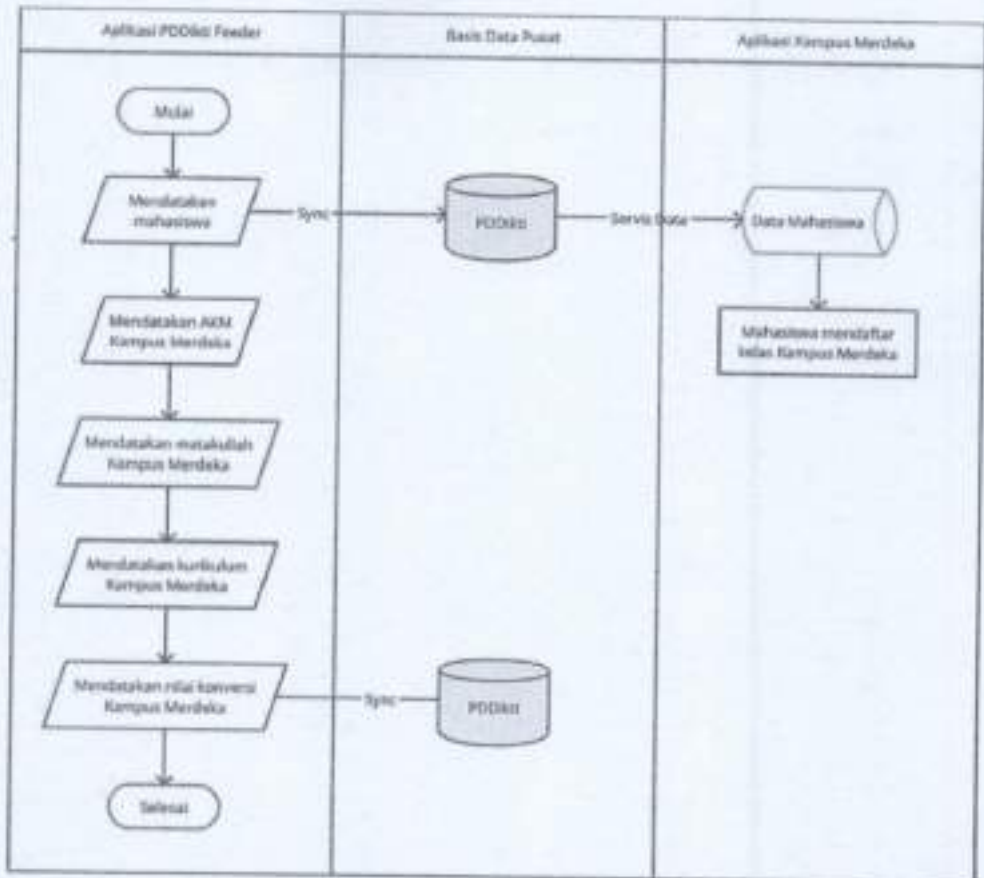 Aplikasi PDDikti Feeder
Basis Data Pusat
Aplikasi Kampus Merdeka
Mulai
Mendatakan
mahasiswa
Sync
PDDikti
Servis Data
Data Mahasiswa
Mendatakan AKM
Kampus Merdeka
Mahasiswa mendaftar
kelas Kampus Merdeka
Mendatakan matakuliah
Kampus Merdeka
Mendatakan kurikulum
Kampus Merdeka
Mendatakan nilai konversi
Kampus Merdeka
Sync
PDDikti
Selesai